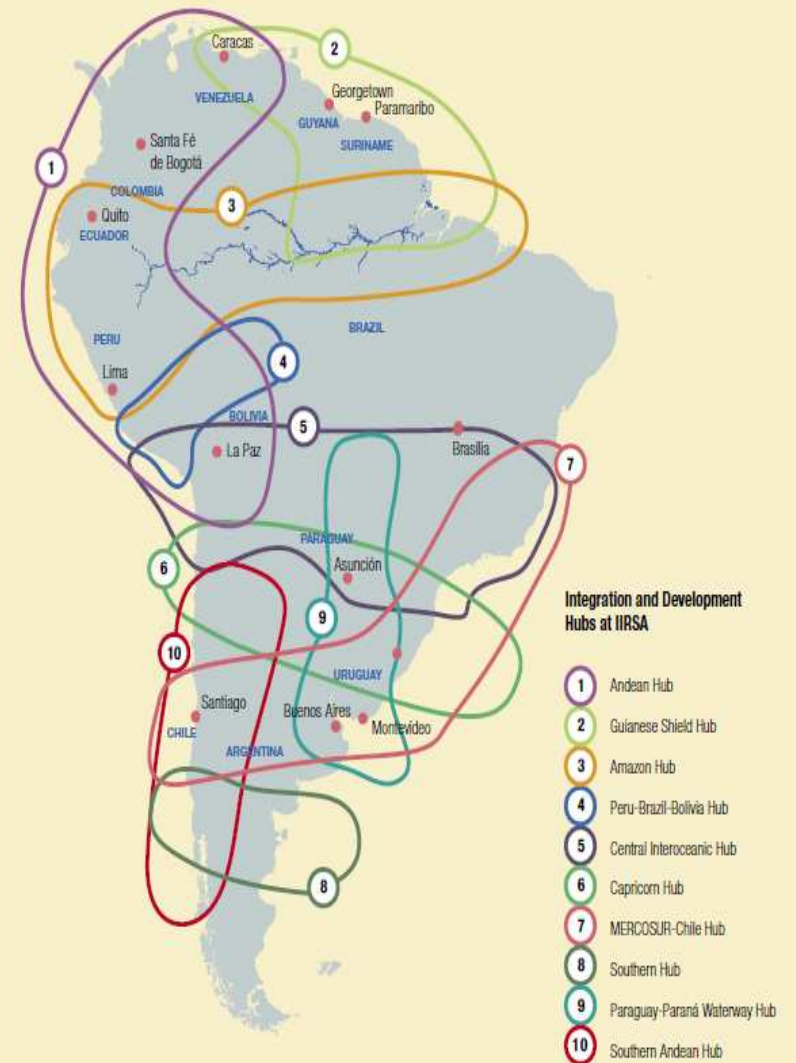 Caracas
2
Georgetown
Paramaribo
VENEZUELA
GUYANA
SURINAME
Santa Fé
de Bogotá
1
COLOMBIA
3
Quito
ECUADOR
BRAZIL
PERU
4
Lima
BOLIVIA
5
Brasília
La Paz
7
PARAGUAY
Asunción
6
9
10
URUGUAY
Santiago
Buenos Aires
Montevideo
CHILE
ARGENTINA
8
Integration and Development
Hubs at IIRSA
1 Andean Hub
2 Guianese Shield Hub
3 Amazon Hub
4 Peru-Brazil-Bolivia Hub
5 Central Interoceanic Hub
6 Capricorn Hub
7 MERCOSUR-Chile Hub
8 Southern Hub
9 Paraguay-Paraná Waterway Hub
10 Southern Andean Hub